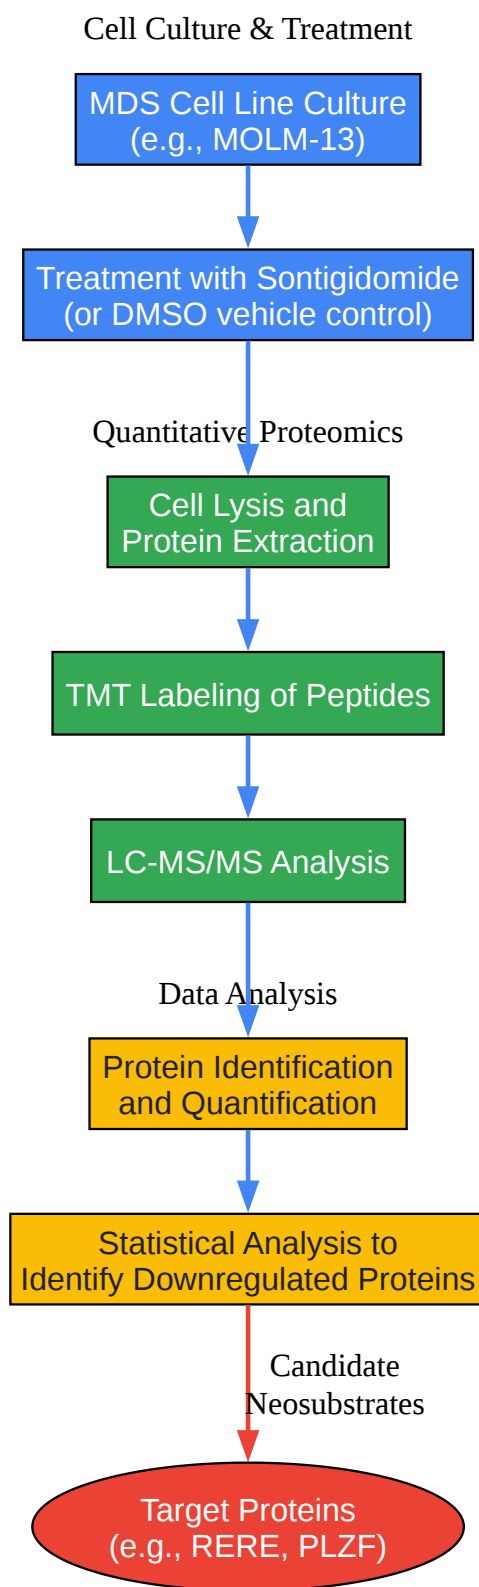 Cell Culture & Treatment
MDS Cell Line Culture
(e.g., MOLM-13)
Treatment with Sontigidomide
(or DMSO vehicle control)
Quantitative Proteomics
Cell Lysis and
Protein Extraction
TMT Labeling of Peptides
LC-MS/MS Analysis
Data Analysis
Protein Identification
and Quantification
Statistical Analysis to
Identify Downregulated Proteins
Candidate
Neosubstrates
Target Proteins
(e.g., RERE, PLZF)